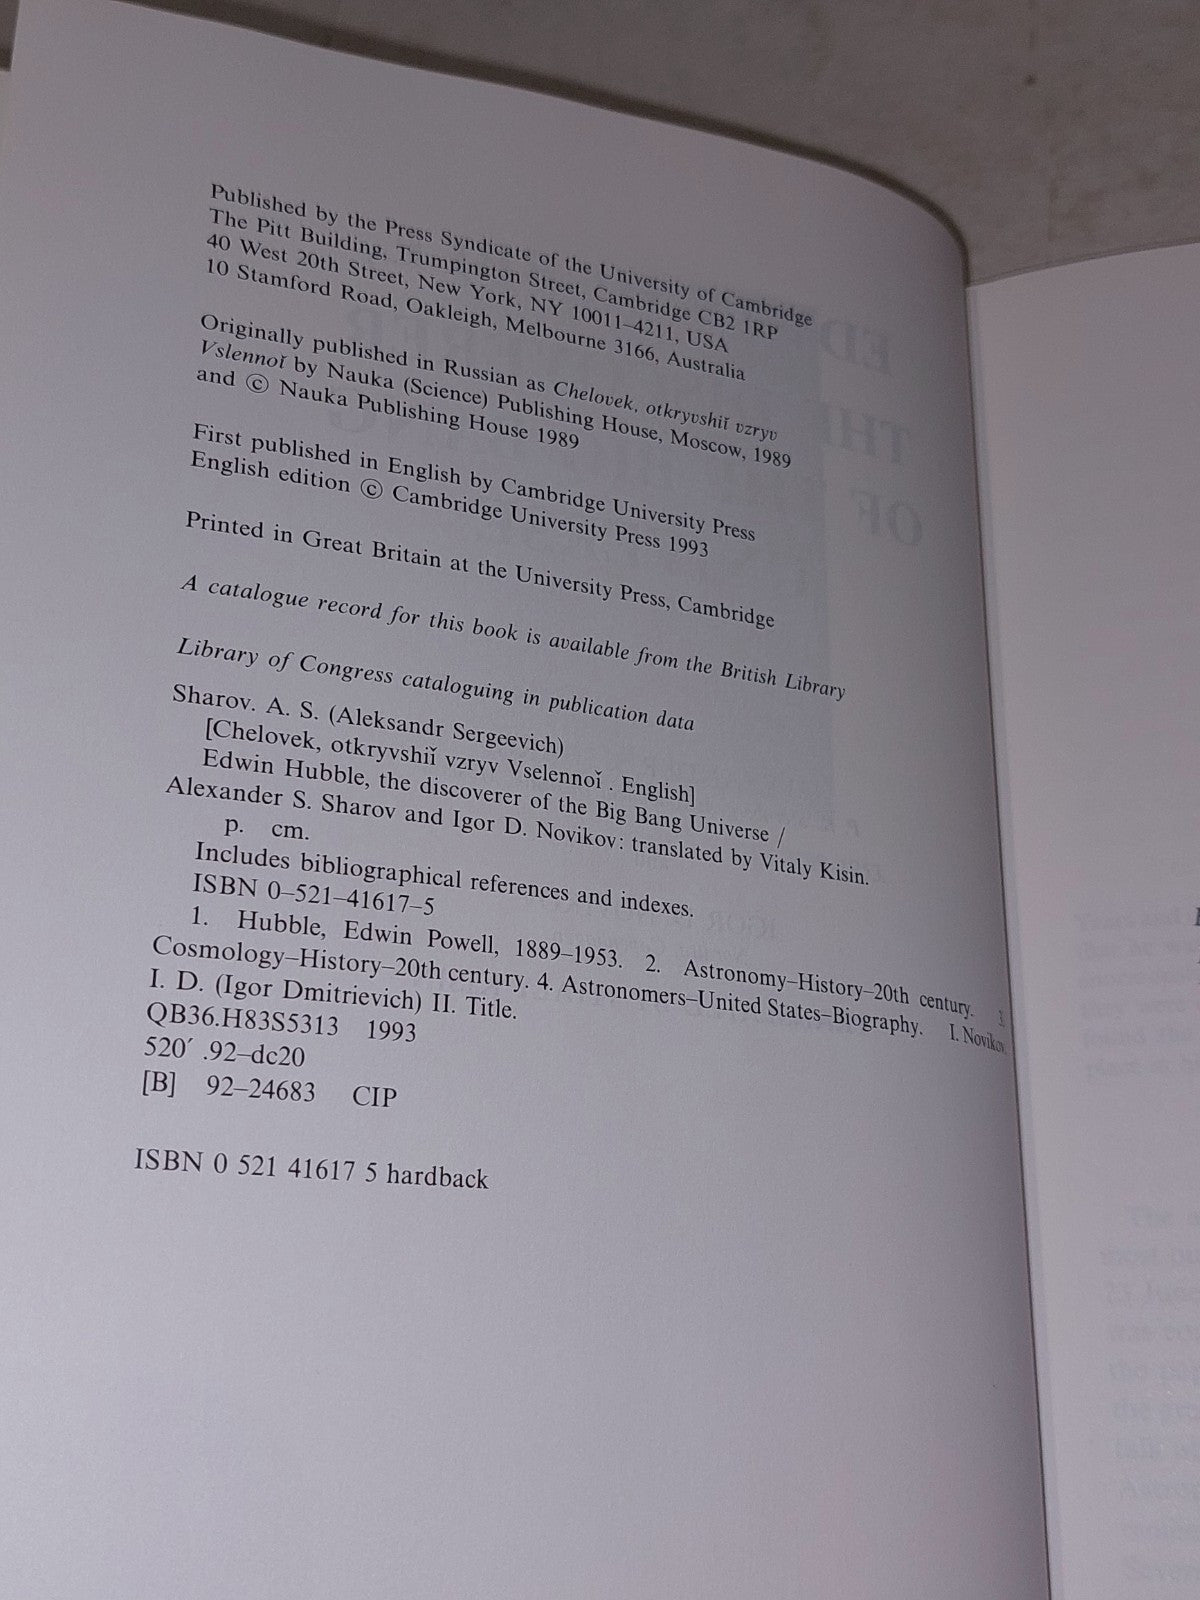 Published by the Press Syndicate of the University of Cambridge
The Pitt Building, Trumpington Street, Cambridge CB2 1RP
40 West 20th Street, New York, NY 10011–4211, USA
10 Stamford Road, Oakleigh, Melbourne 3166, Australia
Originally published in Russian as Chelovek, otkryvshiĭ vzryv
Vslennoĭ by Nauka (Science) Publishing House, Moscow, 1989
and © Nauka Publishing House 1989
First published in English by Cambridge University Press
English edition © Cambridge University Press 1993
Printed in Great Britain at the University Press, Cambridge
A catalogue record for this book is available from the British Library
Library of Congress cataloguing in publication data
Sharov. A. S. (Aleksandr Sergeevich)
[Chelovek, otkryvshiĭ vzryv Vselennoĭ . English]
Edwin Hubble, the discoverer of the Big Bang Universe /
Alexander S. Sharov and Igor D. Novikov: translated by Vitaly Kisin.
p. cm.
Includes bibliographical references and indexes.
ISBN 0–521–41617–5
1. Hubble, Edwin Powell, 1889–1953. 2. Astronomy–History–20th century. 3
Cosmology–History–20th century. 4. Astronomers–United States–Biography. I. Novikov
I. D. (Igor Dmitrievich) II. Title.
QB36.H83S5313 1993
520′ .92–dc20
[B] 92–24683 CIP
ISBN 0 521 41617 5 hardback